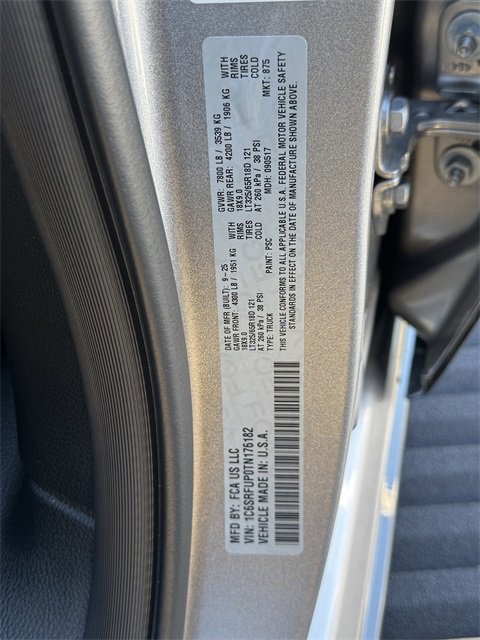 MFD BY: FCA US LLC
DATE OF MFR (BUILT): 9-25
GVWR: 7800 LB / 3539 KG
GAWR FRONT: 4300 LB / 1951 KG WITH
18X9.0 RIMS
LT325/65R18D 121 TIRES
AT 260 kPa / 38 PSI COLD
GAWR REAR: 4200 LB / 1906 KG WITH
18X9.0 RIMS
LT325/65R18D 121 TIRES
AT 260 kPa / 38 PSI COLD
VIN: 1C6SRFUP0TN176182
TYPE: TRUCK PAINT: PSC MDH: 090517 MKT: 875
VEHICLE MADE IN: U.S.A.
THIS VEHICLE CONFORMS TO ALL APPLICABLE U.S.A. FEDERAL MOTOR VEHICLE SAFETY
STANDARDS IN EFFECT ON THE DATE OF MANUFACTURE SHOWN ABOVE.